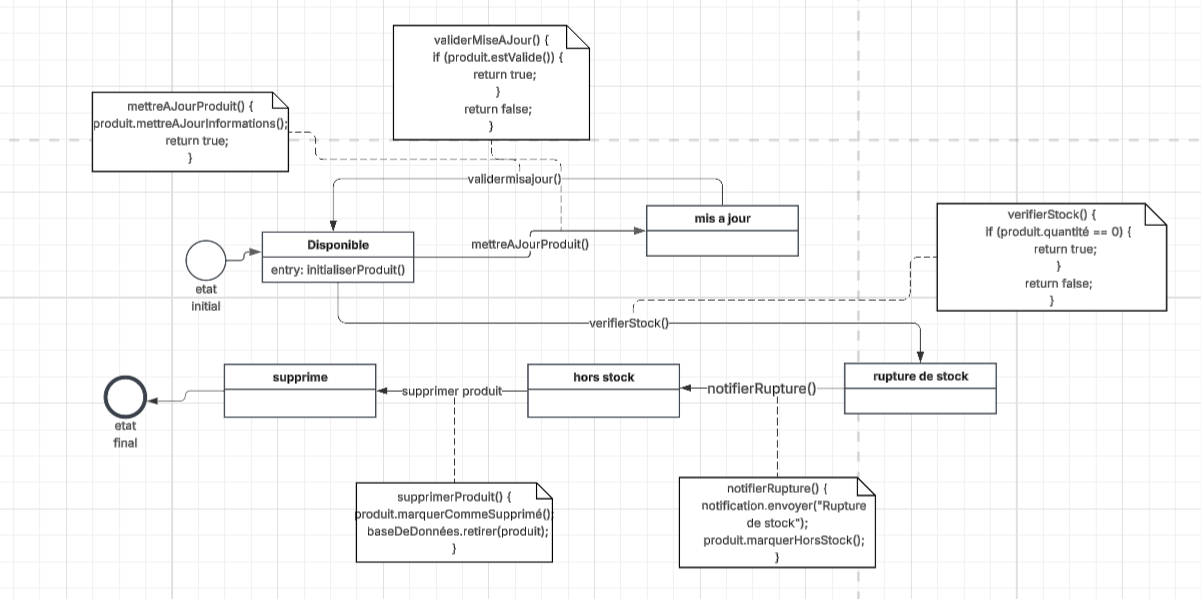 validerMiseAJour() {
if (produit.estValide()) {
return true;
}
return false;
}
mettreAJourProduit() {
produit.mettreAJourInformations();
return true;
}
validermisajour()
mis a jour
verifierStock() {
if (produit.quantité == 0) {
return true;
}
return false;
}
Disponible
entry: initialiserProduit()
mettreAJourProduit()
etat
initial
verifierStock()
supprime
supprimer produit
hors stock
notifierRupture()
rupture de stock
etat
final
supprimerProduit() {
produit.marquerCommeSupprimé();
baseDeDonnées.retirer(produit);
}
notifierRupture() {
notification.envoyer("Rupture
de stock");
produit.marquerHorsStock();
}